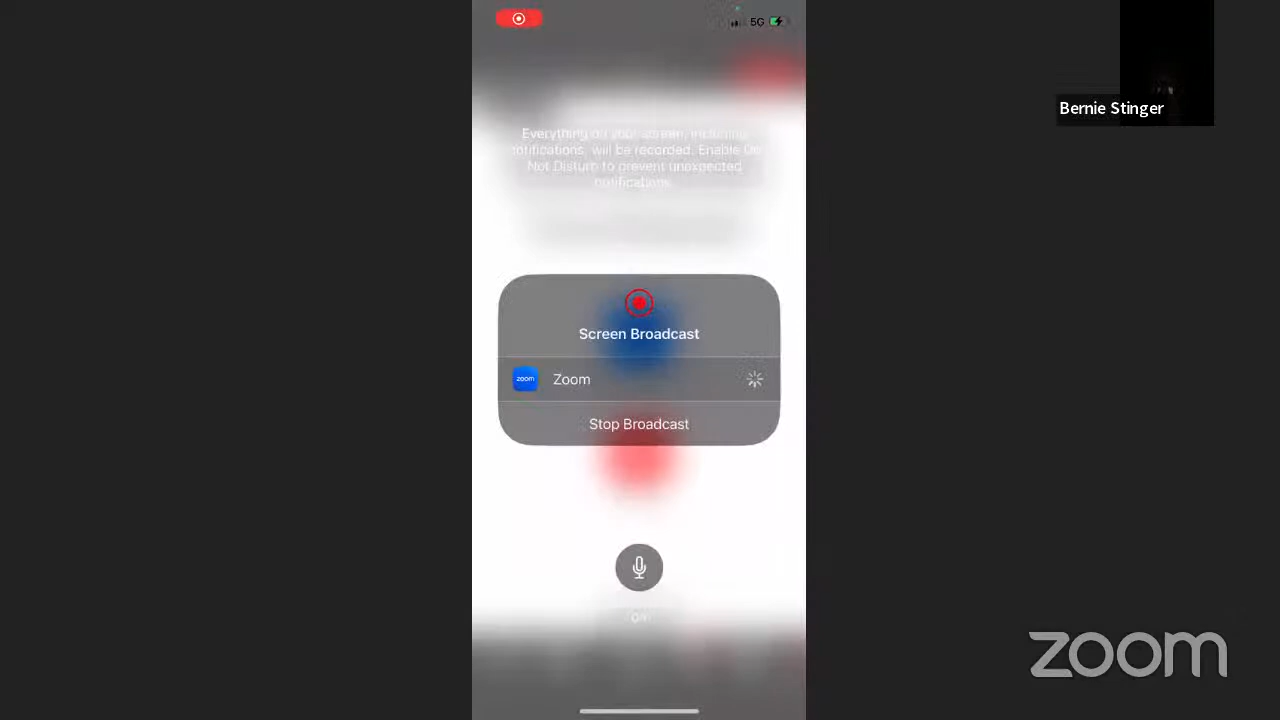 5G
Bernie Stinger
Everything on your screen, including
notifications, will be recorded. Enable Do
Not Disturb to prevent unexpected
notifications.
Screen Broadcast
zoom
Zoom
Stop Broadcast
zoom